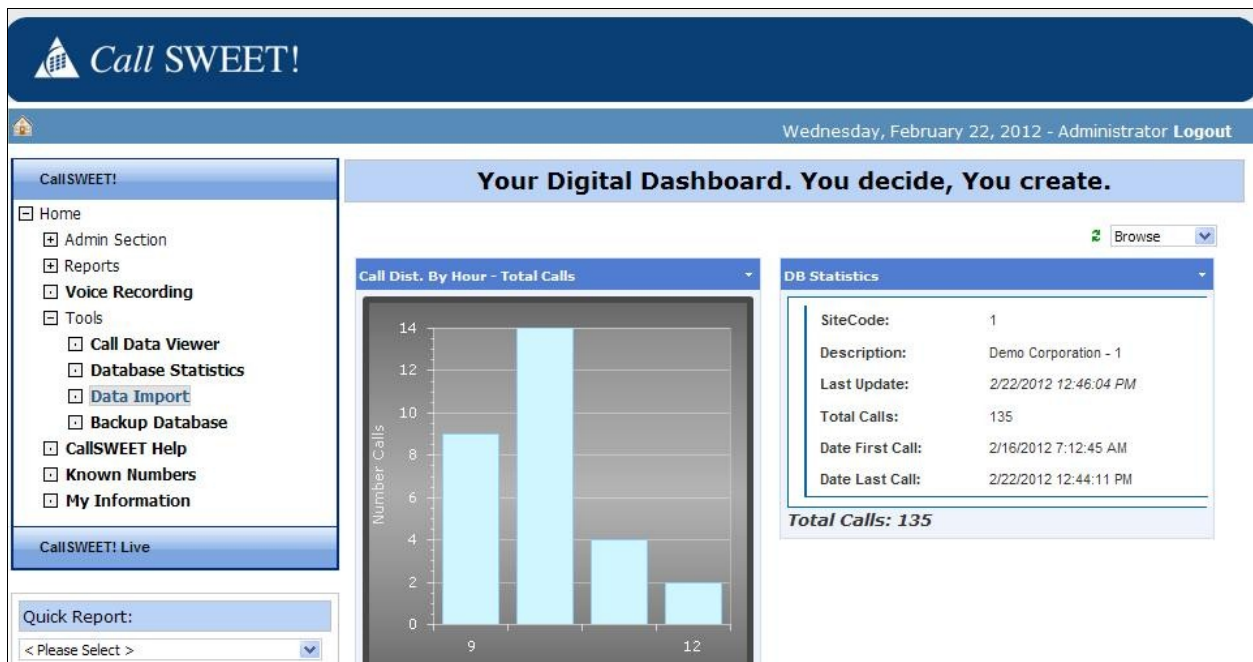 Call SWEET!
Wednesday, February 22, 2012 - Administrator Logout
CallSWEET!
Home
Admin Section
Reports
Voice Recording
Tools
Call Data Viewer
Database Statistics
Data Import
Backup Database
CallSWEET Help
Known Numbers
My Information
CallSWEET! Live
Quick Report:
< Please Select >
Your Digital Dashboard. You decide, You create.
Browse
Call Dist. By Hour - Total Calls
Number Calls
14
12
10
8
6
4
2
0
9 12
DB Statistics
SiteCode: 1
Description: Demo Corporation - 1
Last Update: 2/22/2012 12:46:04 PM
Total Calls: 135
Date First Call: 2/16/2012 7:12:45 AM
Date Last Call: 2/22/2012 12:44:11 PM
Total Calls: 135